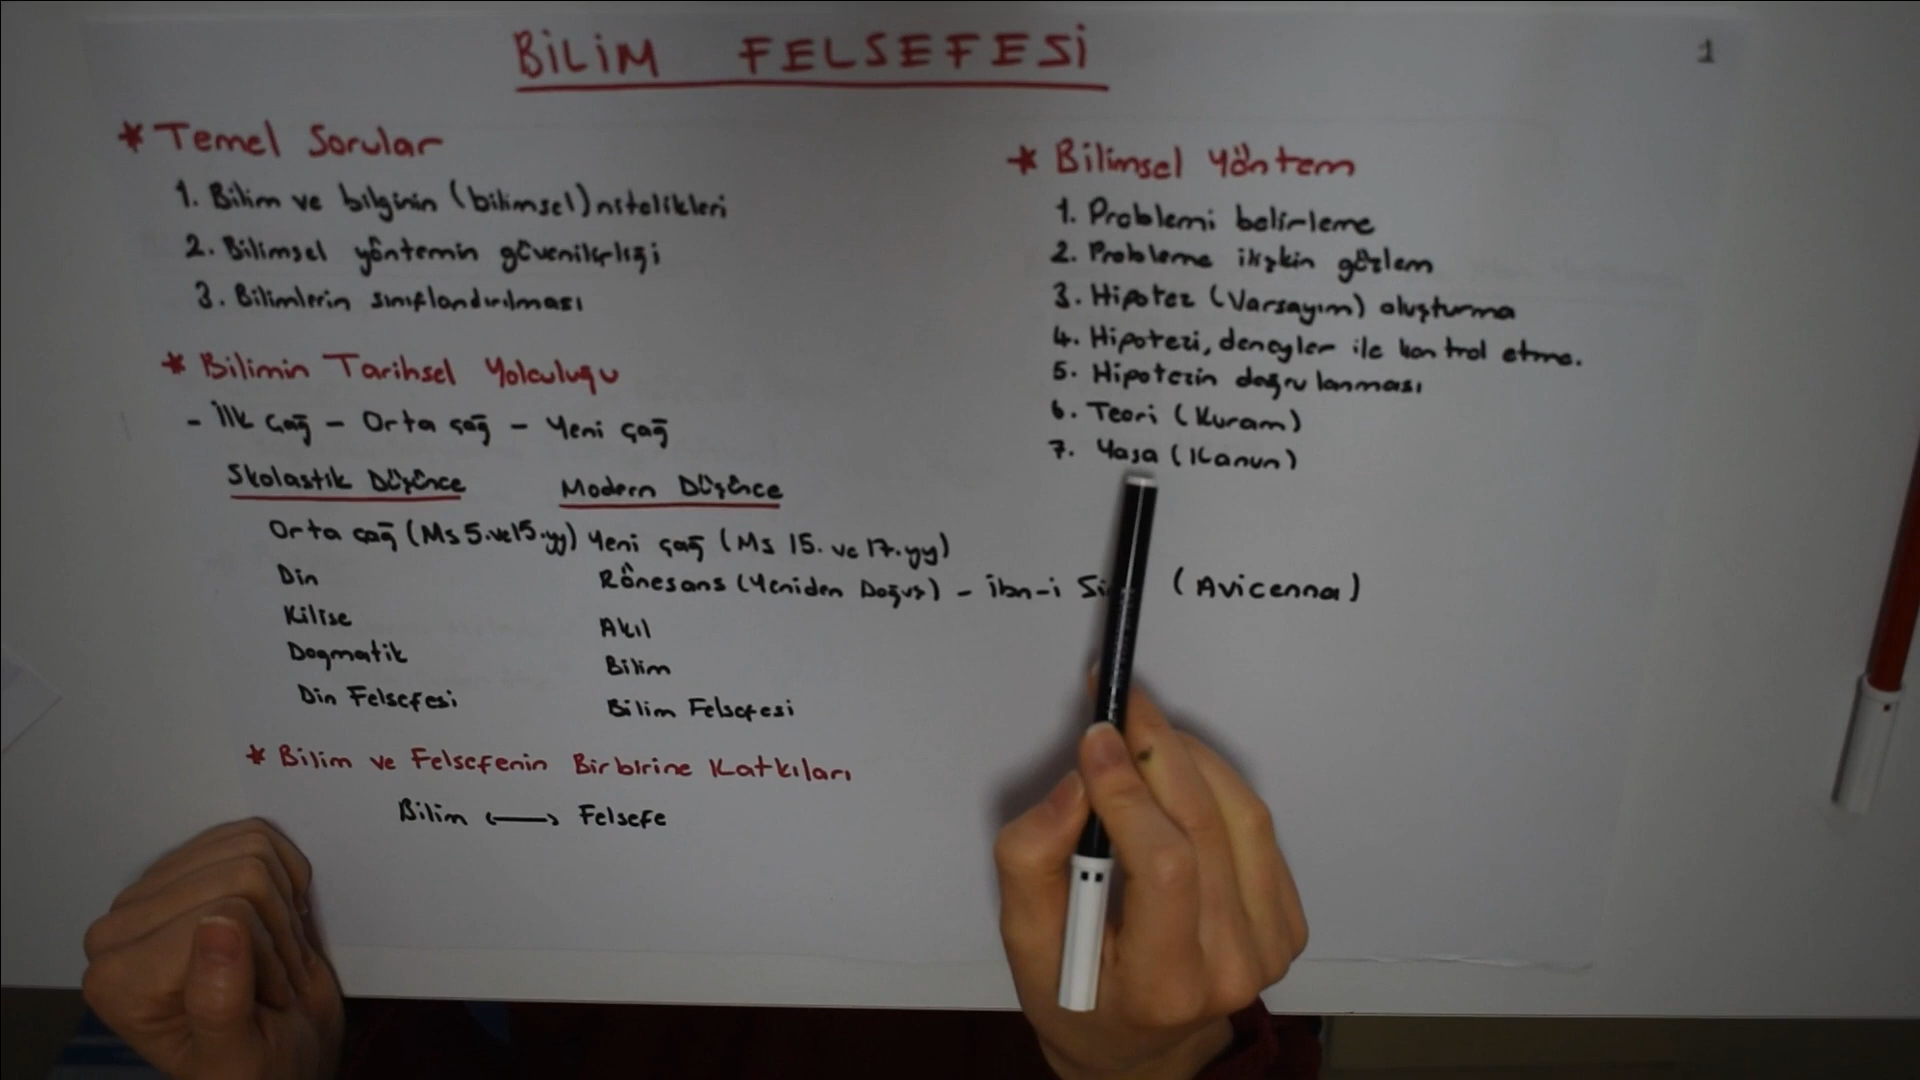 BİLİM FELSEFESİ
1
* Temel Sorular
1. Bilim ve bilginin (bilimsel) nitelikleri
2. Bilimsel yöntemin güvenilirliği
3. Bilimlerin sınıflandırılması
* Bilimin Tarihsel Yolculuğu
- İlk çağ - Orta çağ - Yeni çağ
Skolastik Düşünce Modern Düşünce
Orta çağ (Ms 5. ve 15. yy) Yeni çağ (Ms 15. ve 17. yy)
Din Rönesans (Yeniden Doğuş) - İbn-i (Avicenna)
Kilise Akıl
Dogmatik Bilim
Din Felsefesi Bilim Felsefesi
* Bilim ve Felsefenin Birbirine Katkıları
Bilim <-> Felsefe
* Bilimsel Yöntem
1. Problemi belirleme
2. Probleme ilişkin gözlem
3. Hipotez (Varsayım) oluşturma
4. Hipotezi, deneyler ile kontrol etme.
5. Hipotezin doğrulanması
6. Teori (Kuram)
7. Yasa (Kanun)